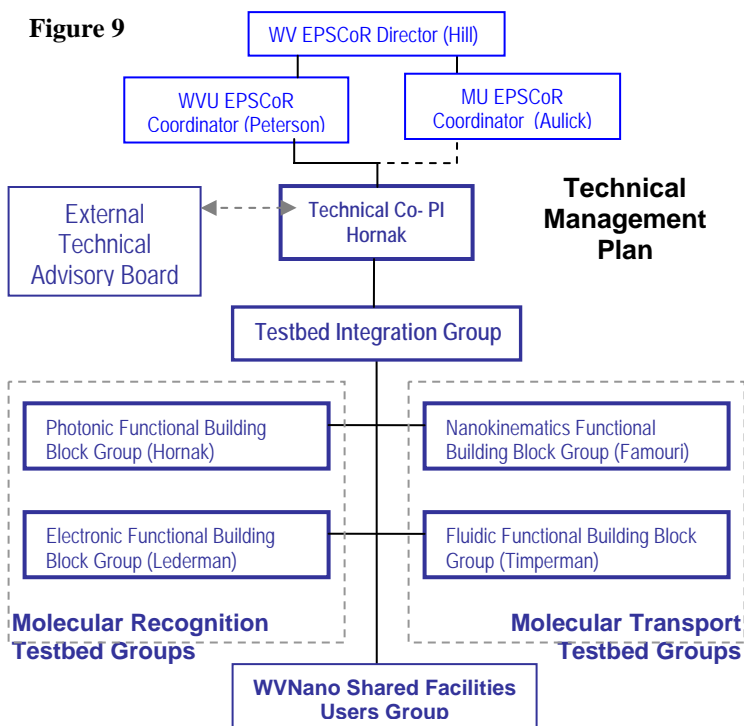 Figure 9
WV EPSCoR Director (Hill)
WVU EPSCoR
Coordinator (Peterson)
MU EPSCoR
Coordinator (Aulick)
External
Technical
Advisory Board
Technical Co- PI
Hornak
Technical
Management
Plan
Testbed Integration Group
Photonic Functional Building
Block Group (Hornak)
Nanokinematics Functional
Building Block Group (Famouri)
Electronic Functional Building
Block Group (Lederman)
Fluidic Functional Building Block
Group (Timperman)
Molecular Recognition
Testbed Groups
Molecular Transport
Testbed Groups
WVNano Shared Facilities
Users Group